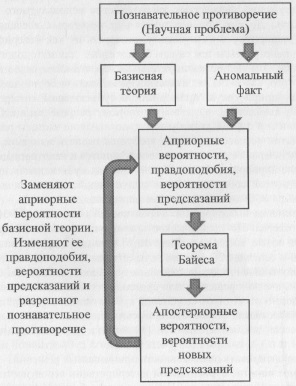 Познавательное противоречие
(Научная проблема)
Базисная
теория
Аномальный
факт
Априорные
вероятности,
правдоподобия,
вероятности
предсказаний
Заменяют
априорные
вероятности
базисной теории.
Изменяют ее
правдоподобия,
вероятности
предсказаний и
разрешают
познавательное
противоречие
Теорема
Байеса
Апостериорные
вероятности,
вероятности
новых
предсказаний